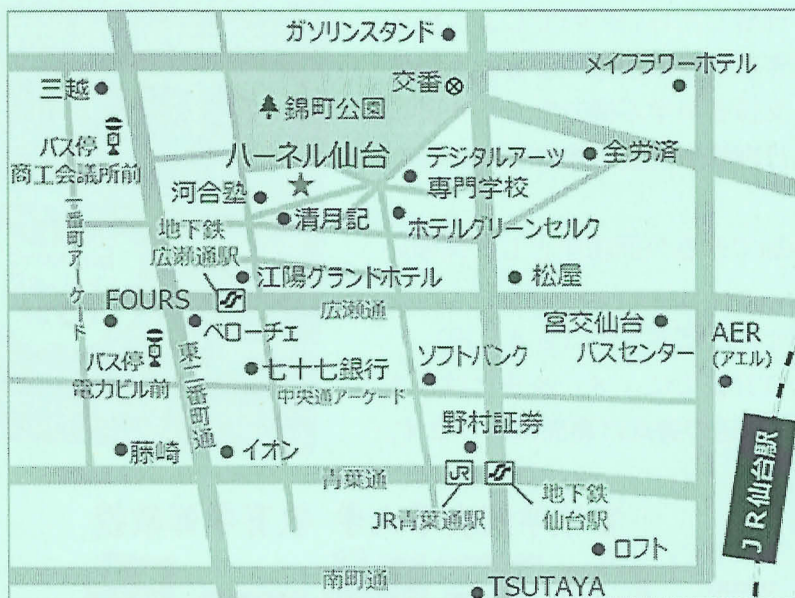 ガソリンスタンド
メイフラワーホテル
三越
交番
錦町公園
バス停
商工会議所前
ハーネル仙台
デジタルアーツ
専門学校
全労済
河合塾
清月記
ホテルグリーンセルク
一番町アーケード
地下鉄
広瀬通駅
江陽グランドホテル
松屋
FOURS
広瀬通
ベローチェ
宮交仙台
バスセンター
AER
(アエル)
バス停
電力ビル前
東二番町通
七十七銀行
ソフトバンク
中央通アーケード
野村証券
藤崎
イオン
青葉通
JR
JR青葉通駅
地下鉄
仙台駅
JR仙台駅
ロフト
南町通
TSUTAYA